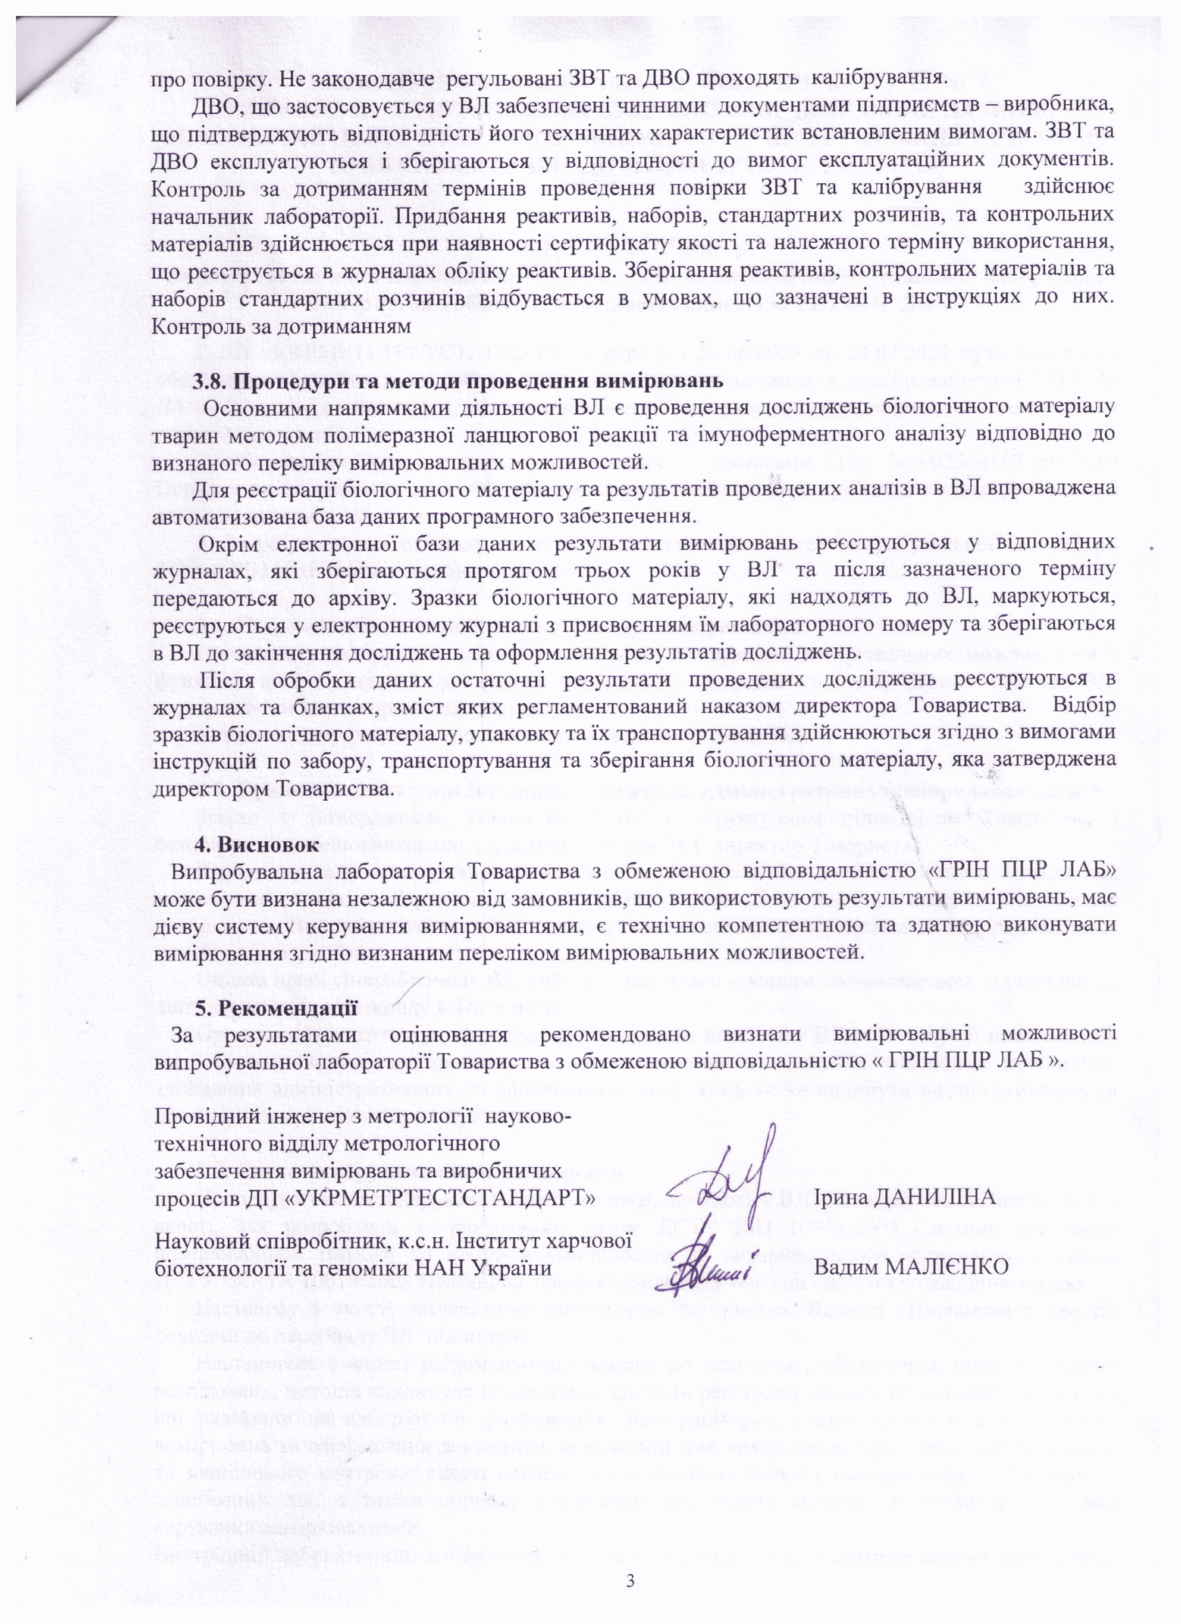 про повірку. Не законодавче регульовані ЗВТ та ДВО проходять калібрування.
ДВО, що застосовується у ВЛ забезпечені чинними документами підприємств – виробника,
що підтверджують відповідність його технічних характеристик встановленим вимогам. ЗВТ та
ДВО експлуатуються і зберігаються у відповідності до вимог експлуатаційних документів.
Контроль за дотриманням термінів проведення повірки ЗВТ та калібрування здійснює
начальник лабораторії. Придбання реактивів, наборів, стандартних розчинів, та контрольних
матеріалів здійснюється при наявності сертифікату якості та належного терміну використання,
що реєструється в журналах обліку реактивів. Зберігання реактивів, контрольних матеріалів та
наборів стандартних розчинів відбувається в умовах, що зазначені в інструкціях до них.
Контроль за дотриманням
3.8. Процедури та методи проведення вимірювань
Основними напрямками діяльності ВЛ є проведення досліджень біологічного матеріалу
тварин методом полімеразної ланцюгової реакції та імуноферментного аналізу відповідно до
визнаного переліку вимірювальних можливостей.
Для реєстрації біологічного матеріалу та результатів проведених аналізів в ВЛ впроваджена
автоматизована база даних програмного забезпечення.
Окрім електронної бази даних результати вимірювань реєструються у відповідних
журналах, які зберігаються протягом трьох років у ВЛ та після зазначеного терміну
передаються до архіву. Зразки біологічного матеріалу, які надходять до ВЛ, маркуються,
реєструються у електронному журналі з присвоєнням їм лабораторного номеру та зберігаються
в ВЛ до закінчення досліджень та оформлення результатів досліджень.
Після обробки даних остаточні результати проведених досліджень реєструються в
журналах та бланках, зміст яких регламентований наказом директора Товариства. Відбір
зразків біологічного матеріалу, упаковку та їх транспортування здійснюються згідно з вимогами
інструкцій по забору, транспортування та зберігання біологічного матеріалу, яка затверджена
директором Товариства.
4. Висновок
Випробувальна лабораторія Товариства з обмеженою відповідальністю «ГРІН ПЦР ЛАБ»
може бути визнана незалежною від замовників, що використовують результати вимірювань, має
дієву систему керування вимірюваннями, є технічно компетентною та здатною виконувати
вимірювання згідно визнаним переліком вимірювальних можливостей.
5. Рекомендації
За результатами оцінювання рекомендовано визнати вимірювальні можливості
випробувальної лабораторії Товариства з обмеженою відповідальністю « ГРІН ПЦР ЛАБ ».
Провідний інженер з метрології науково-
технічного відділу метрологічного
забезпечення вимірювань та виробничих
процесів ДП «УКРМЕТРТЕСТСТАНДАРТ» Ірина ДАНИЛІНА
Науковий співробітник, к.с.н. Інститут харчової
біотехнології та геноміки НАН України Вадим МАЛІЄНКО
3